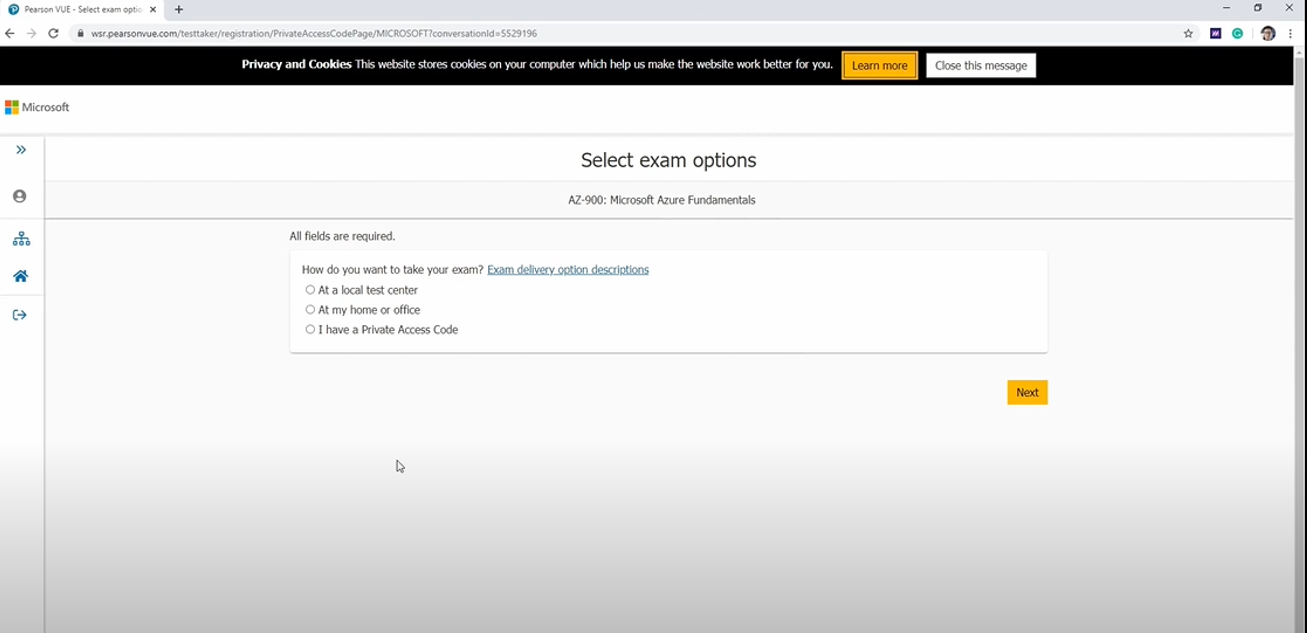 Pearson VUE - Select exam optio
wsr.pearsonvue.com/testtaker/registration/PrivateAccessCodePage/MICROSOFT?conversationId=5529196
Privacy and Cookies This website stores cookies on your computer which help us make the website work better for you. Learn more Close this message
Microsoft
Select exam options
AZ-900: Microsoft Azure Fundamentals
All fields are required.
How do you want to take your exam? Exam delivery option descriptions
At a local test center
At my home or office
I have a Private Access Code
Next